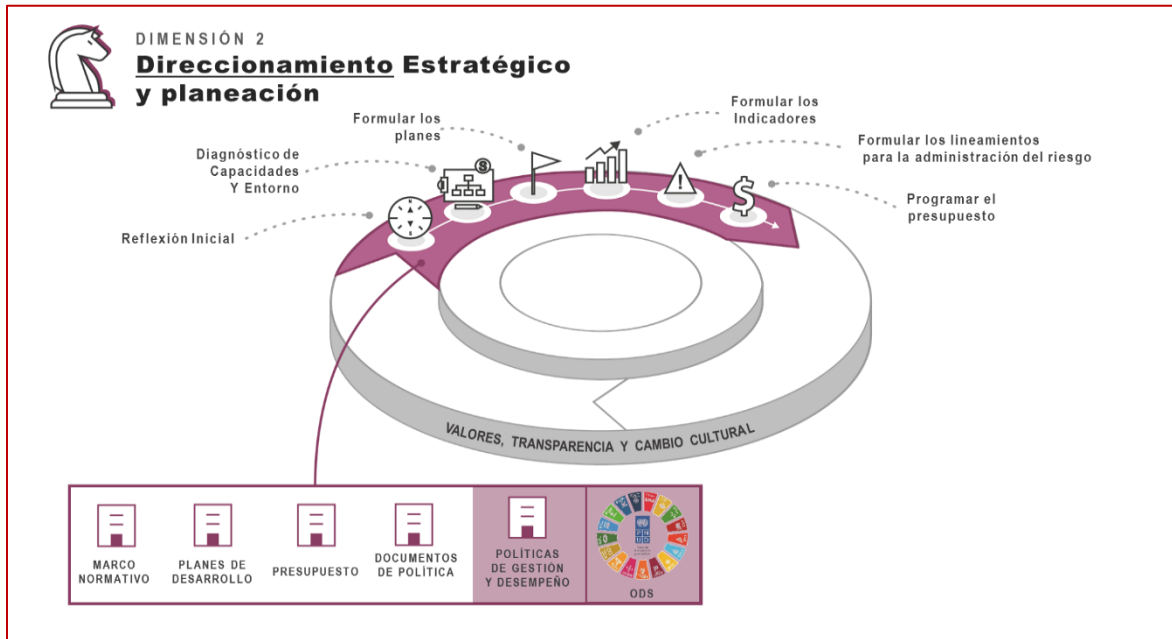 DIMENSIÓN 2
Direccionamiento Estratégico
y planeación
Formular los
planes
Formular los
Indicadores
Diagnóstico de
Capacidades
Y Entorno
Formular los lineamientos
para la administración del riesgo
Reflexión Inicial
Programar el
presupuesto
$
VALORES, TRANSPARENCIA Y CAMBIO CULTURAL
MARCO
NORMATIVO
PLANES DE
DESARROLLO
PRESUPUESTO
DOCUMENTOS
DE POLÍTICA
POLÍTICAS
DE GESTIÓN
Y DESEMPEÑO
P N
U D
ODS